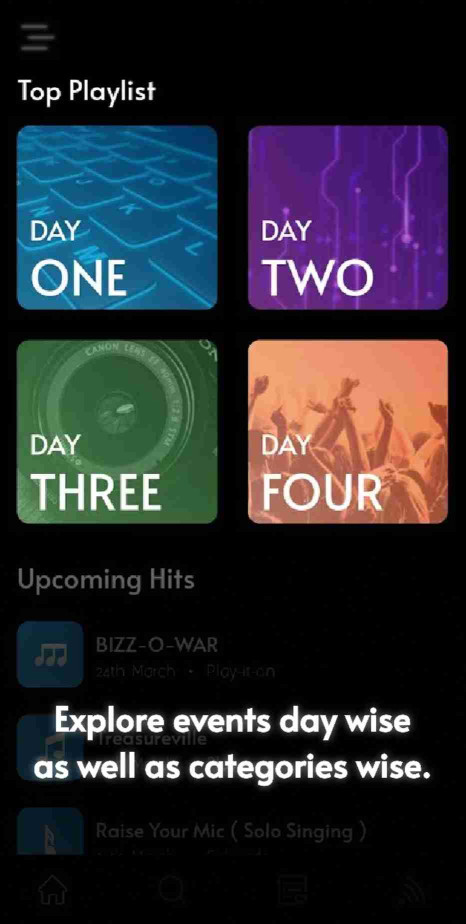 Top Playlist
DAY
ONE
DAY
TWO
CANON LENS EF
DAY
THREE
DAY
FOUR
Upcoming Hits
BIZZ-O-WAR
24th March • Play-it-on
Explore events day wise
Treasureville
as well as categories wise.
Raise Your Mic ( Solo Singing )